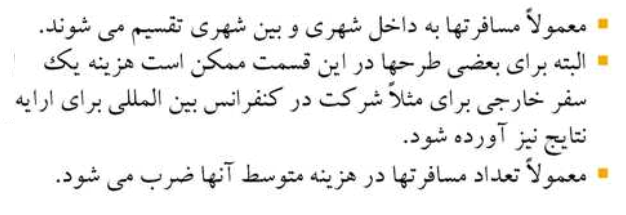 ▪ معمولاً مسافرتها به داخل شهری و بین شهری تقسیم می شوند.
▪ البته برای بعضی طرحها در این قسمت ممکن است هزینه یک
سفر خارجی برای مثلاً شرکت در کنفرانس بین المللی برای ارایه
نتایج نیز آورده شود.
▪ معمولاً تعداد مسافرتها در هزینه متوسط آنها ضرب می شود.